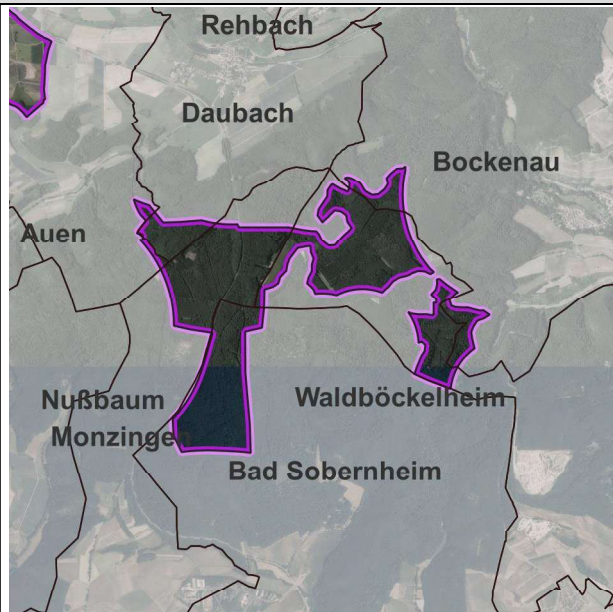 Rehbach
Daubach
Bockenau
Auen
Nußbaum
Waldböckelheim
Monzingen
Bad Sobernheim